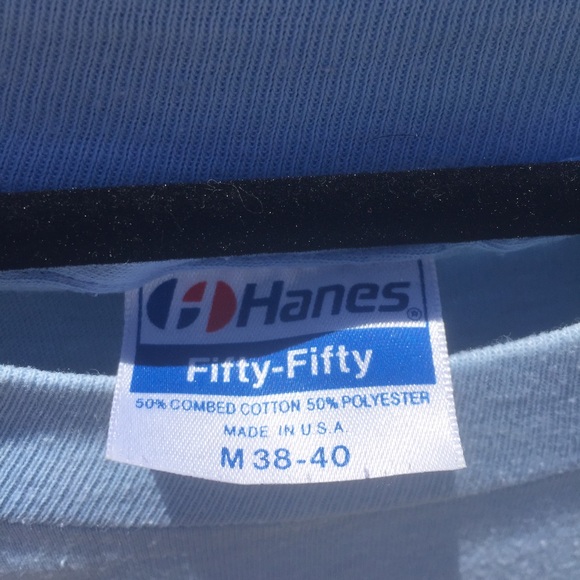 Hanes®
Fifty-Fifty
50% COMBED COTTON 50% POLYESTER
MADE IN U.S.A
M 38-40